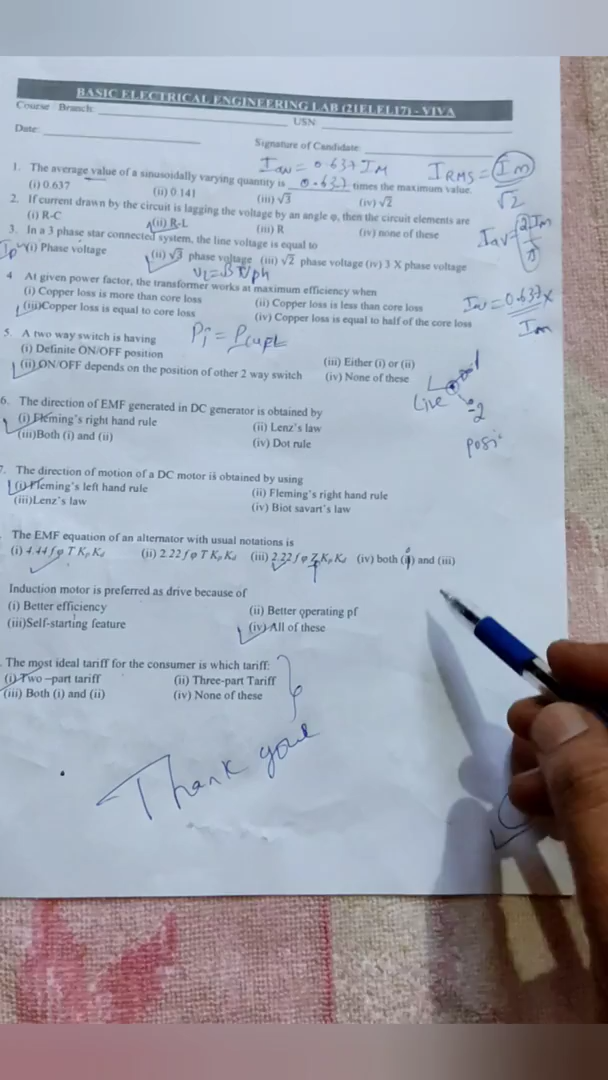 BASIC ELECTRICAL ENGINEERING LAB (21ELEL17) - VIVA
Course / Branch:
USN:
Date:
Signature of Candidate:
Iav = 0.637 IM
IRMS = Im
√2
1. The average value of a sinusoidally varying quantity is 0.637 times the maximum value.
(i) 0.637 (ii) 0.141 (iii) √3 (iv) √2
2. If current drawn by the circuit is lagging the voltage by an angle φ, then the circuit elements are
(i) R-C (ii) R-L (iii) R (iv) none of these
Iav = 2Im
π
3. In a 3 phase star connected system, the line voltage is equal to
(i) Phase voltage (ii) √3 phase voltage (iii) √2 phase voltage (iv) 3 X phase voltage
VL = √3 Vph
4 At given power factor, the transformer works at maximum efficiency when
(i) Copper loss is more than core loss (ii) Copper loss is less than core loss
(iii)Copper loss is equal to core loss (iv) Copper loss is equal to half of the core loss
= 0.637 x
Im
Pi =
5. A two way switch is having
(i) Definite ON/OFF position (iii) Either (i) or (ii)
(ii) ON/OFF depends on the position of other 2 way switch (iv) None of these
Live
2
posi
6. The direction of EMF generated in DC generator is obtained by
(i) Fleming's right hand rule (ii) Lenz's law
(iii)Both (i) and (ii) (iv) Dot rule
7. The direction of motion of a DC motor is obtained by using
(i) Fleming's left hand rule (ii) Fleming's right hand rule
(iii)Lenz's law (iv) Biot savart's law
The EMF equation of an alternator with usual notations is
(i) 4.44 f φ T Kp Kd (ii) 2.22 f φ T Kp Kd (iii) 2.22 f φ Z Kp Kd (iv) both (i) and (iii)
Induction motor is preferred as drive because of
(i) Better efficiency (ii) Better operating pf
(iii)Self-starting feature (iv) All of these
The most ideal tariff for the consumer is which tariff:
(i) Two –part tariff (ii) Three-part Tariff
(iii) Both (i) and (ii) (iv) None of these
Thank you